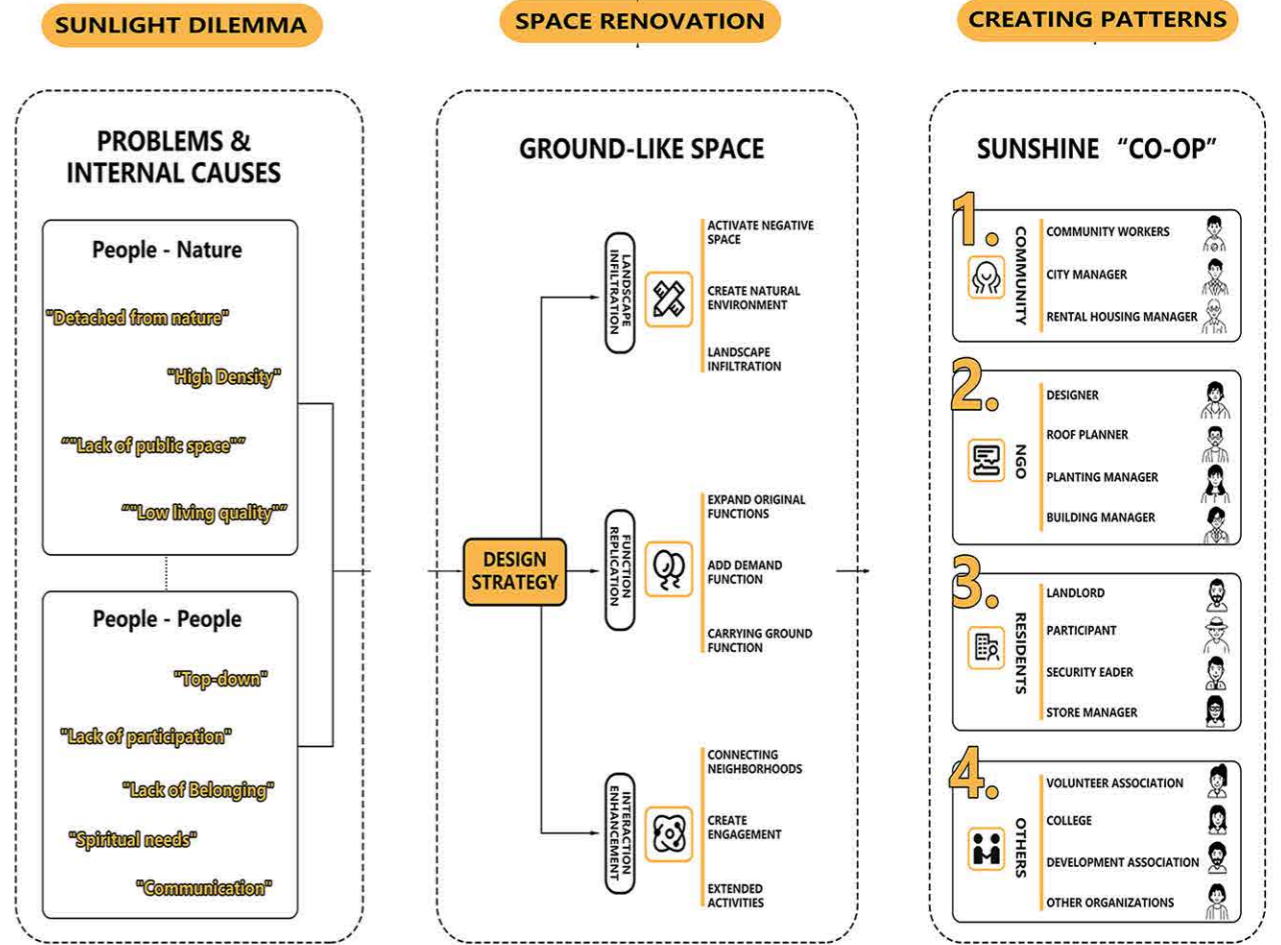 SUNLIGHT DILEMMA
PROBLEMS &
INTERNAL CAUSES
People - Nature
"Detached from nature"
"High Density"
""Lack of public space""
""Low living quality""
People - People
"Top-down"
"Lack of participation"
"Lack of Belonging"
"Spiritual needs"
"Communication"
SPACE RENOVATION
GROUND-LIKE SPACE
DESIGN
STRATEGY
LANDSCAPE
INFILTRATION
ACTIVATE NEGATIVE
SPACE
CREATE NATURAL
ENVIRONMENT
LANDSCAPE
INFILTRATION
FUNCTION
REPLICATION
EXPAND ORIGINAL
FUNCTIONS
ADD DEMAND
FUNCTION
CARRYING GROUND
FUNCTION
INTERACTION
ENHANCEMENT
CONNECTING
NEIGHBORHOODS
CREATE
ENGAGEMENT
EXTENDED
ACTIVITIES
CREATING PATTERNS
SUNSHINE “CO-OP”
1.
COMMUNITY
COMMUNITY WORKERS
CITY MANAGER
RENTAL HOUSING MANAGER
2.
NGO
DESIGNER
ROOF PLANNER
PLANTING MANAGER
BUILDING MANAGER
3.
RESIDENTS
LANDLORD
PARTICIPANT
SECURITY EADER
STORE MANAGER
4.
OTHERS
VOLUNTEER ASSOCIATION
COLLEGE
DEVELOPMENT ASSOCIATION
OTHER ORGANIZATIONS